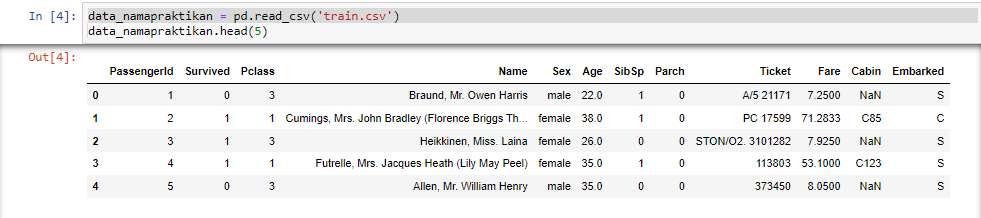 In [4]: data_namapraktikan = pd.read_csv('train.csv')
data_namapraktikan.head(5)
Out[4]:
PassengerId Survived Pclass Name Sex Age SibSp Parch Ticket Fare Cabin Embarked
0 1 0 3 Braund, Mr. Owen Harris male 22.0 1 0 A/5 21171 7.2500 NaN S
1 2 1 1 Cumings, Mrs. John Bradley (Florence Briggs Th... female 38.0 1 0 PC 17599 71.2833 C85 C
2 3 1 3 Heikkinen, Miss. Laina female 26.0 0 0 STON/O2. 3101282 7.9250 NaN S
3 4 1 1 Futrelle, Mrs. Jacques Heath (Lily May Peel) female 35.0 1 0 113803 53.1000 C123 S
4 5 0 3 Allen, Mr. William Henry male 35.0 0 0 373450 8.0500 NaN S